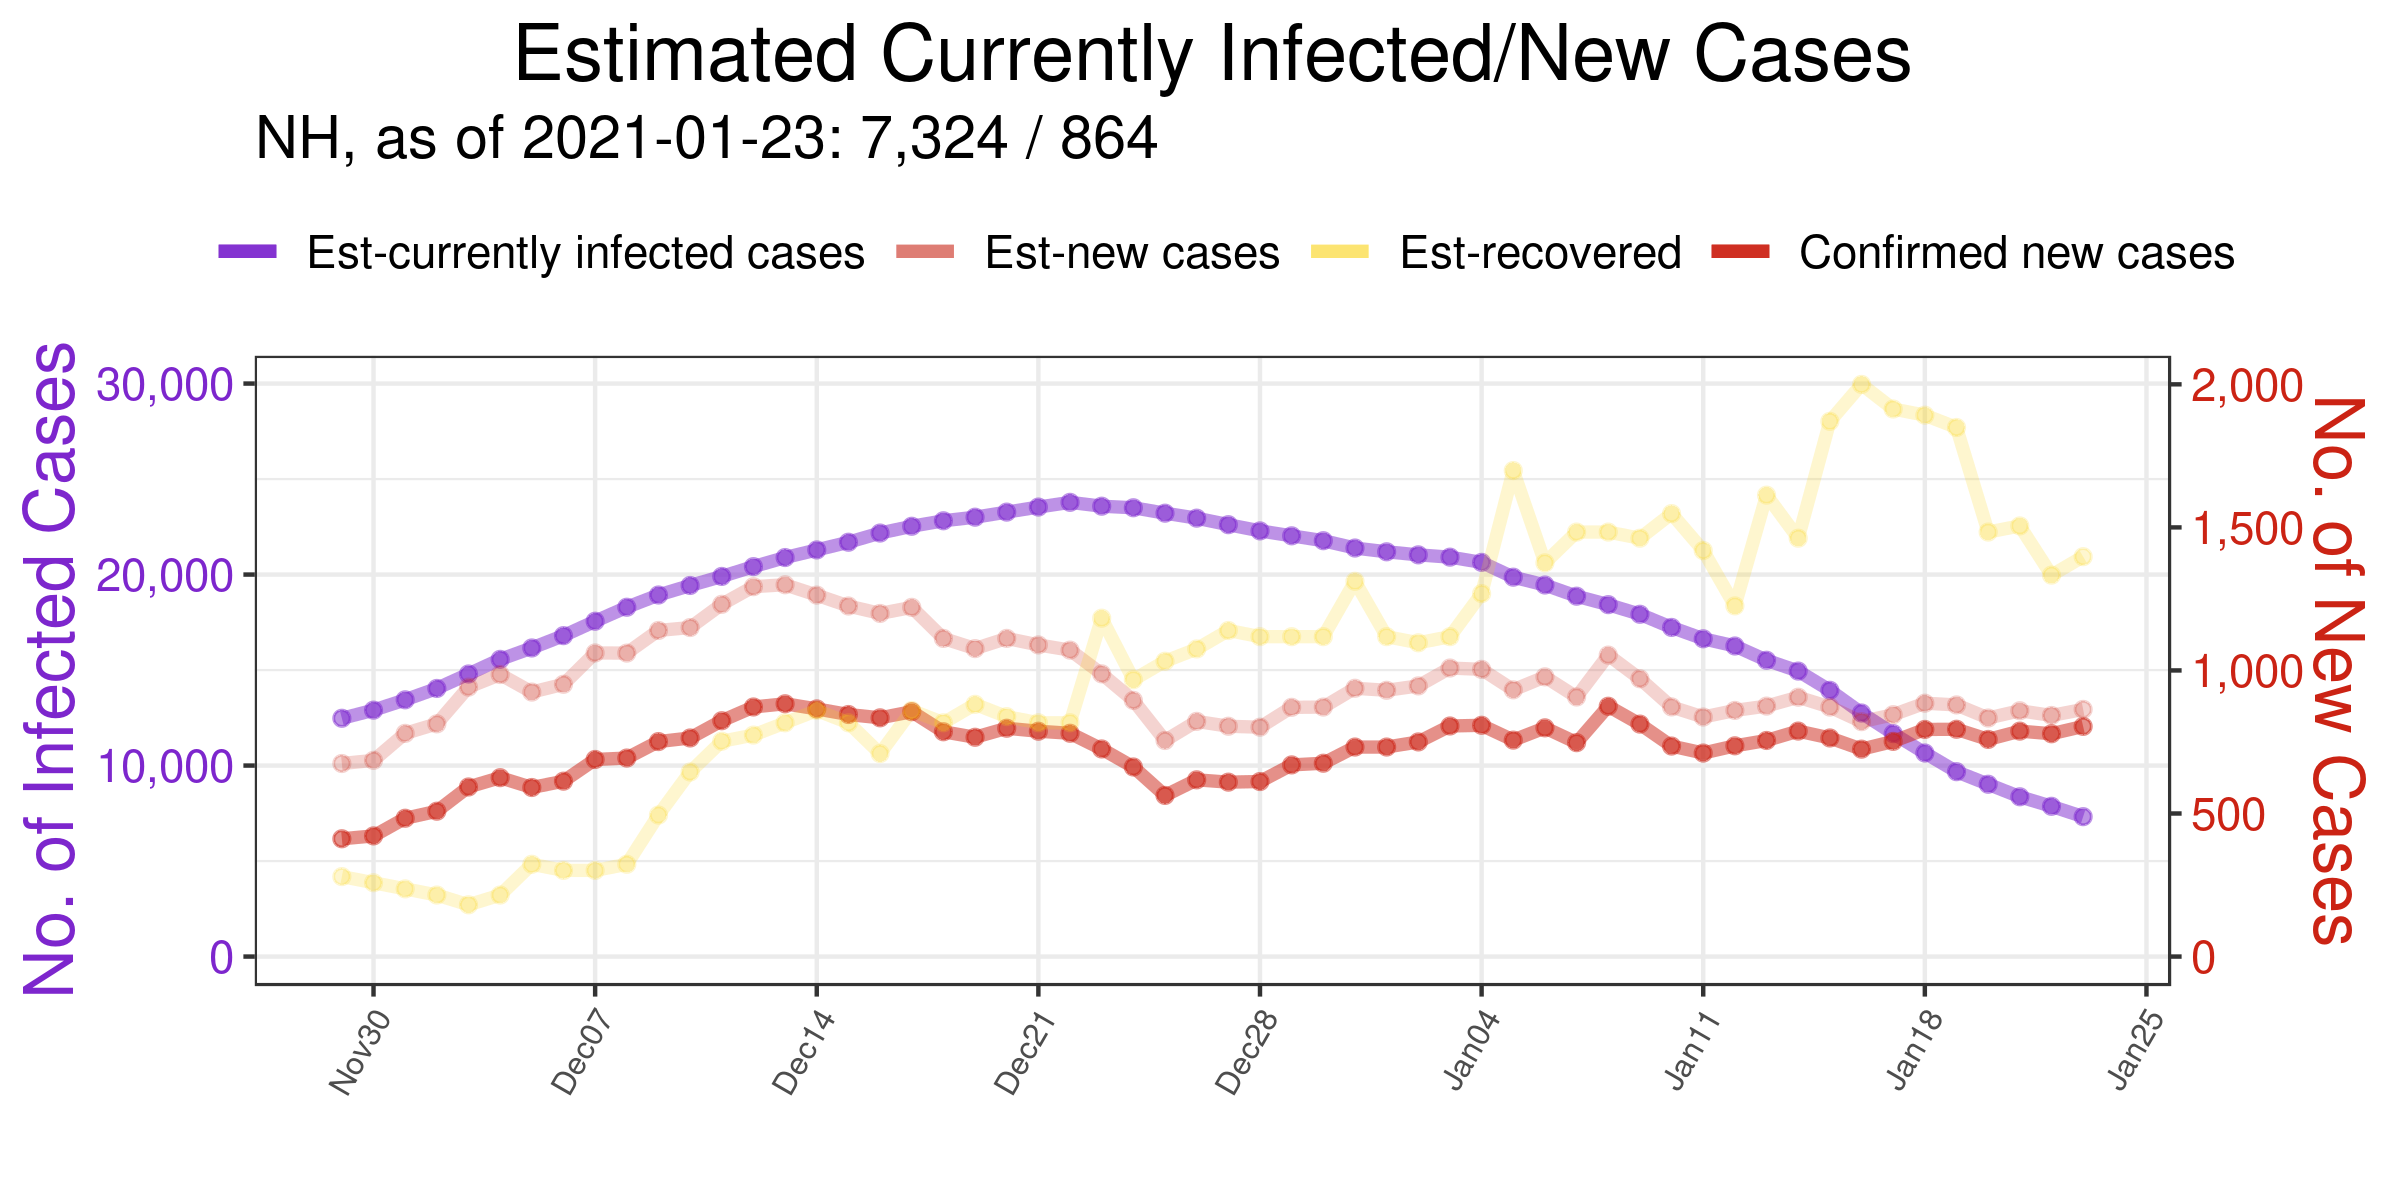 Estimated Currently Infected/New Cases
NH, as of 2021-01-23: 7,324 / 864
Est-currently infected cases
Est-new cases
Est-recovered
Confirmed new cases
No. of Infected Cases
30,000
20,000
10,000
0
2,000
1,500
1,000
500
0
No. of New Cases
Nov30
Dec07
Dec14
Dec21
Dec28
Jan04
Jan11
Jan18
Jan25